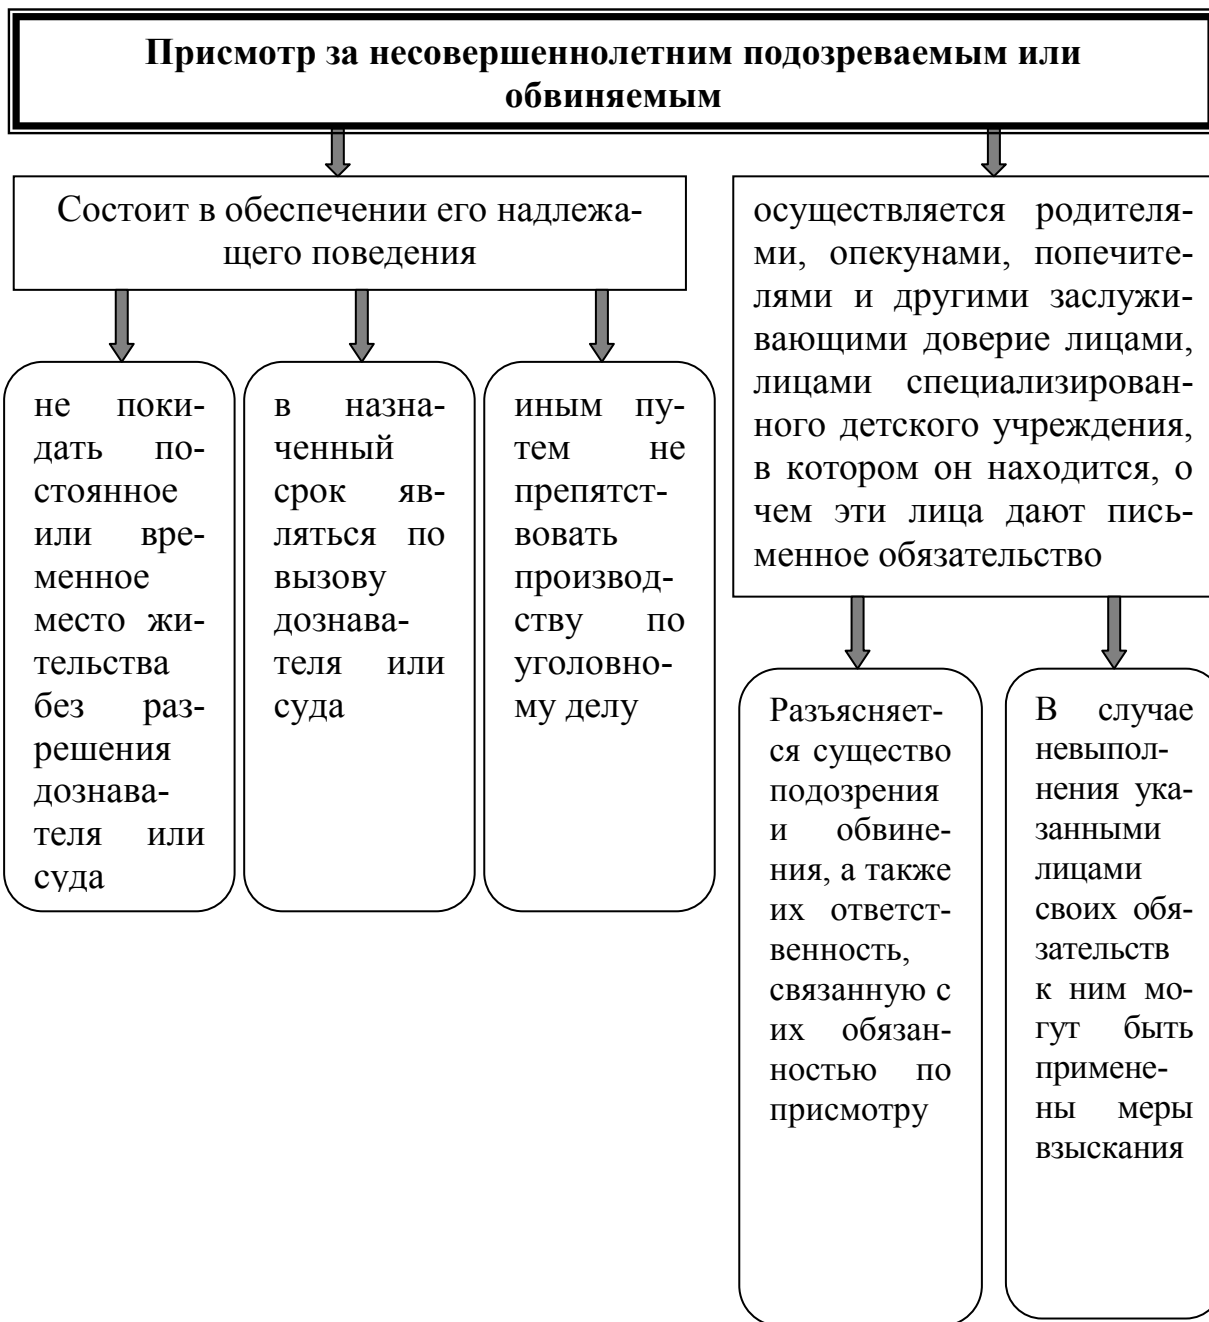 Присмотр за несовершеннолетним подозреваемым или
обвиняемым
Состоит в обеспечении его надлежа-
щего поведения
не поки-
дать по-
стоянное
или вре-
менное
место жи-
тельства
без раз-
решения
дознава-
теля или
суда
в назна-
ченный
срок яв-
ляться по
вызову
дознава-
теля или
суда
иным пу-
тем не
препятст-
вовать
производ-
ству по
уголовно-
му делу
осуществляется родителя-
ми, опекунами, попечите-
лями и другими заслужи-
вающими доверие лицами,
лицами специализирован-
ного детского учреждения,
в котором он находится, о
чем эти лица дают пись-
менное обязательство
Разъясняет-
ся существо
подозрения
и обвине-
ния, а также
их ответст-
венность,
связанную с
их обязан-
ностью по
присмотру
В случае
невыпол-
нения ука-
занными
лицами
своих обя-
зательств
к ним мо-
гут быть
примене-
ны меры
взыскания